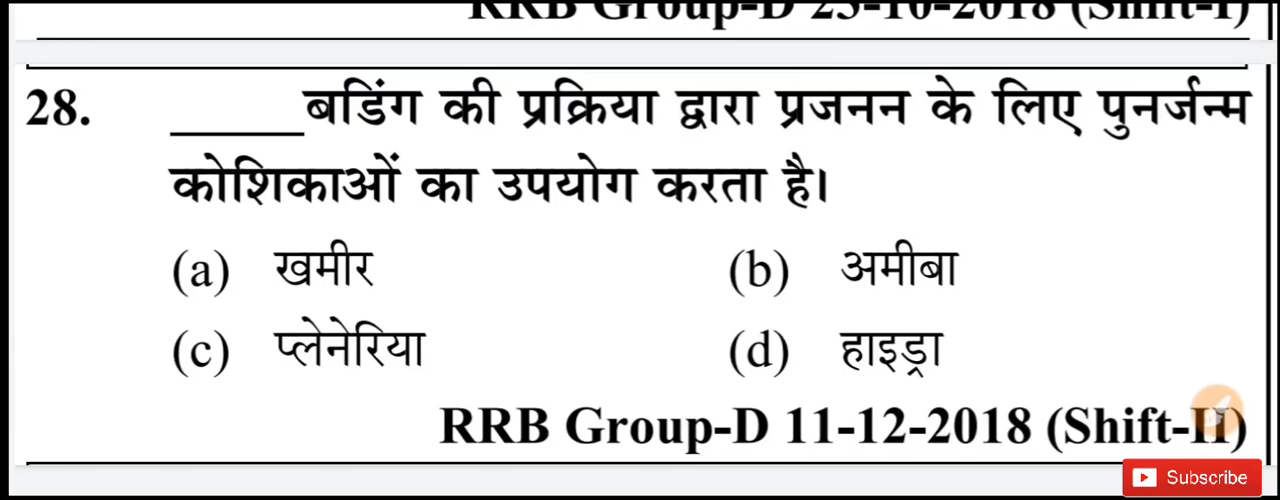 RRB Group-D 25-10-2018 (Shift-I)
28. _____बडिंग की प्रक्रिया द्वारा प्रजनन के लिए पुनर्जन्म
कोशिकाओं का उपयोग करता है।
(a) खमीर (b) अमीबा
(c) प्लेनेरिया (d) हाइड्रा
RRB Group-D 11-12-2018 (Shift-II)
Subscribe